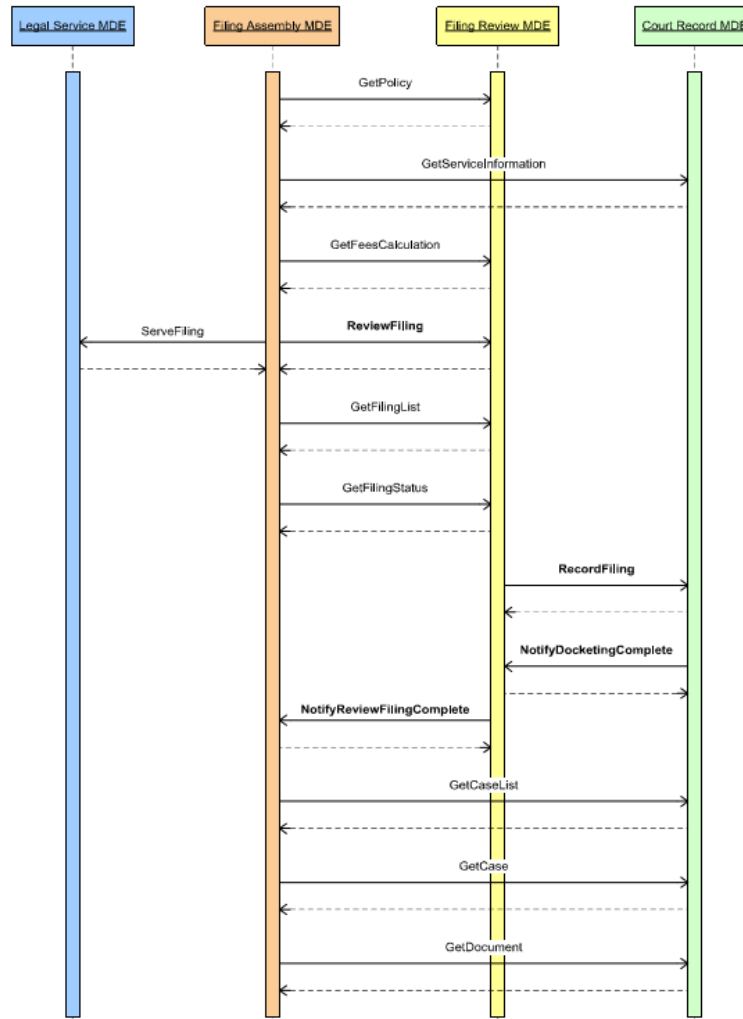 Legal Service MDE
Filing Assembly MDE
Filing Review MDE
Court Record MDE
GetPolicy
GetServiceInformation
GetFeesCalculation
ServeFiling
ReviewFiling
GetFilingList
GetFilingStatus
RecordFiling
NotifyDocketingComplete
NotifyReviewFilingComplete
GetCaseList
GetCase
GetDocument